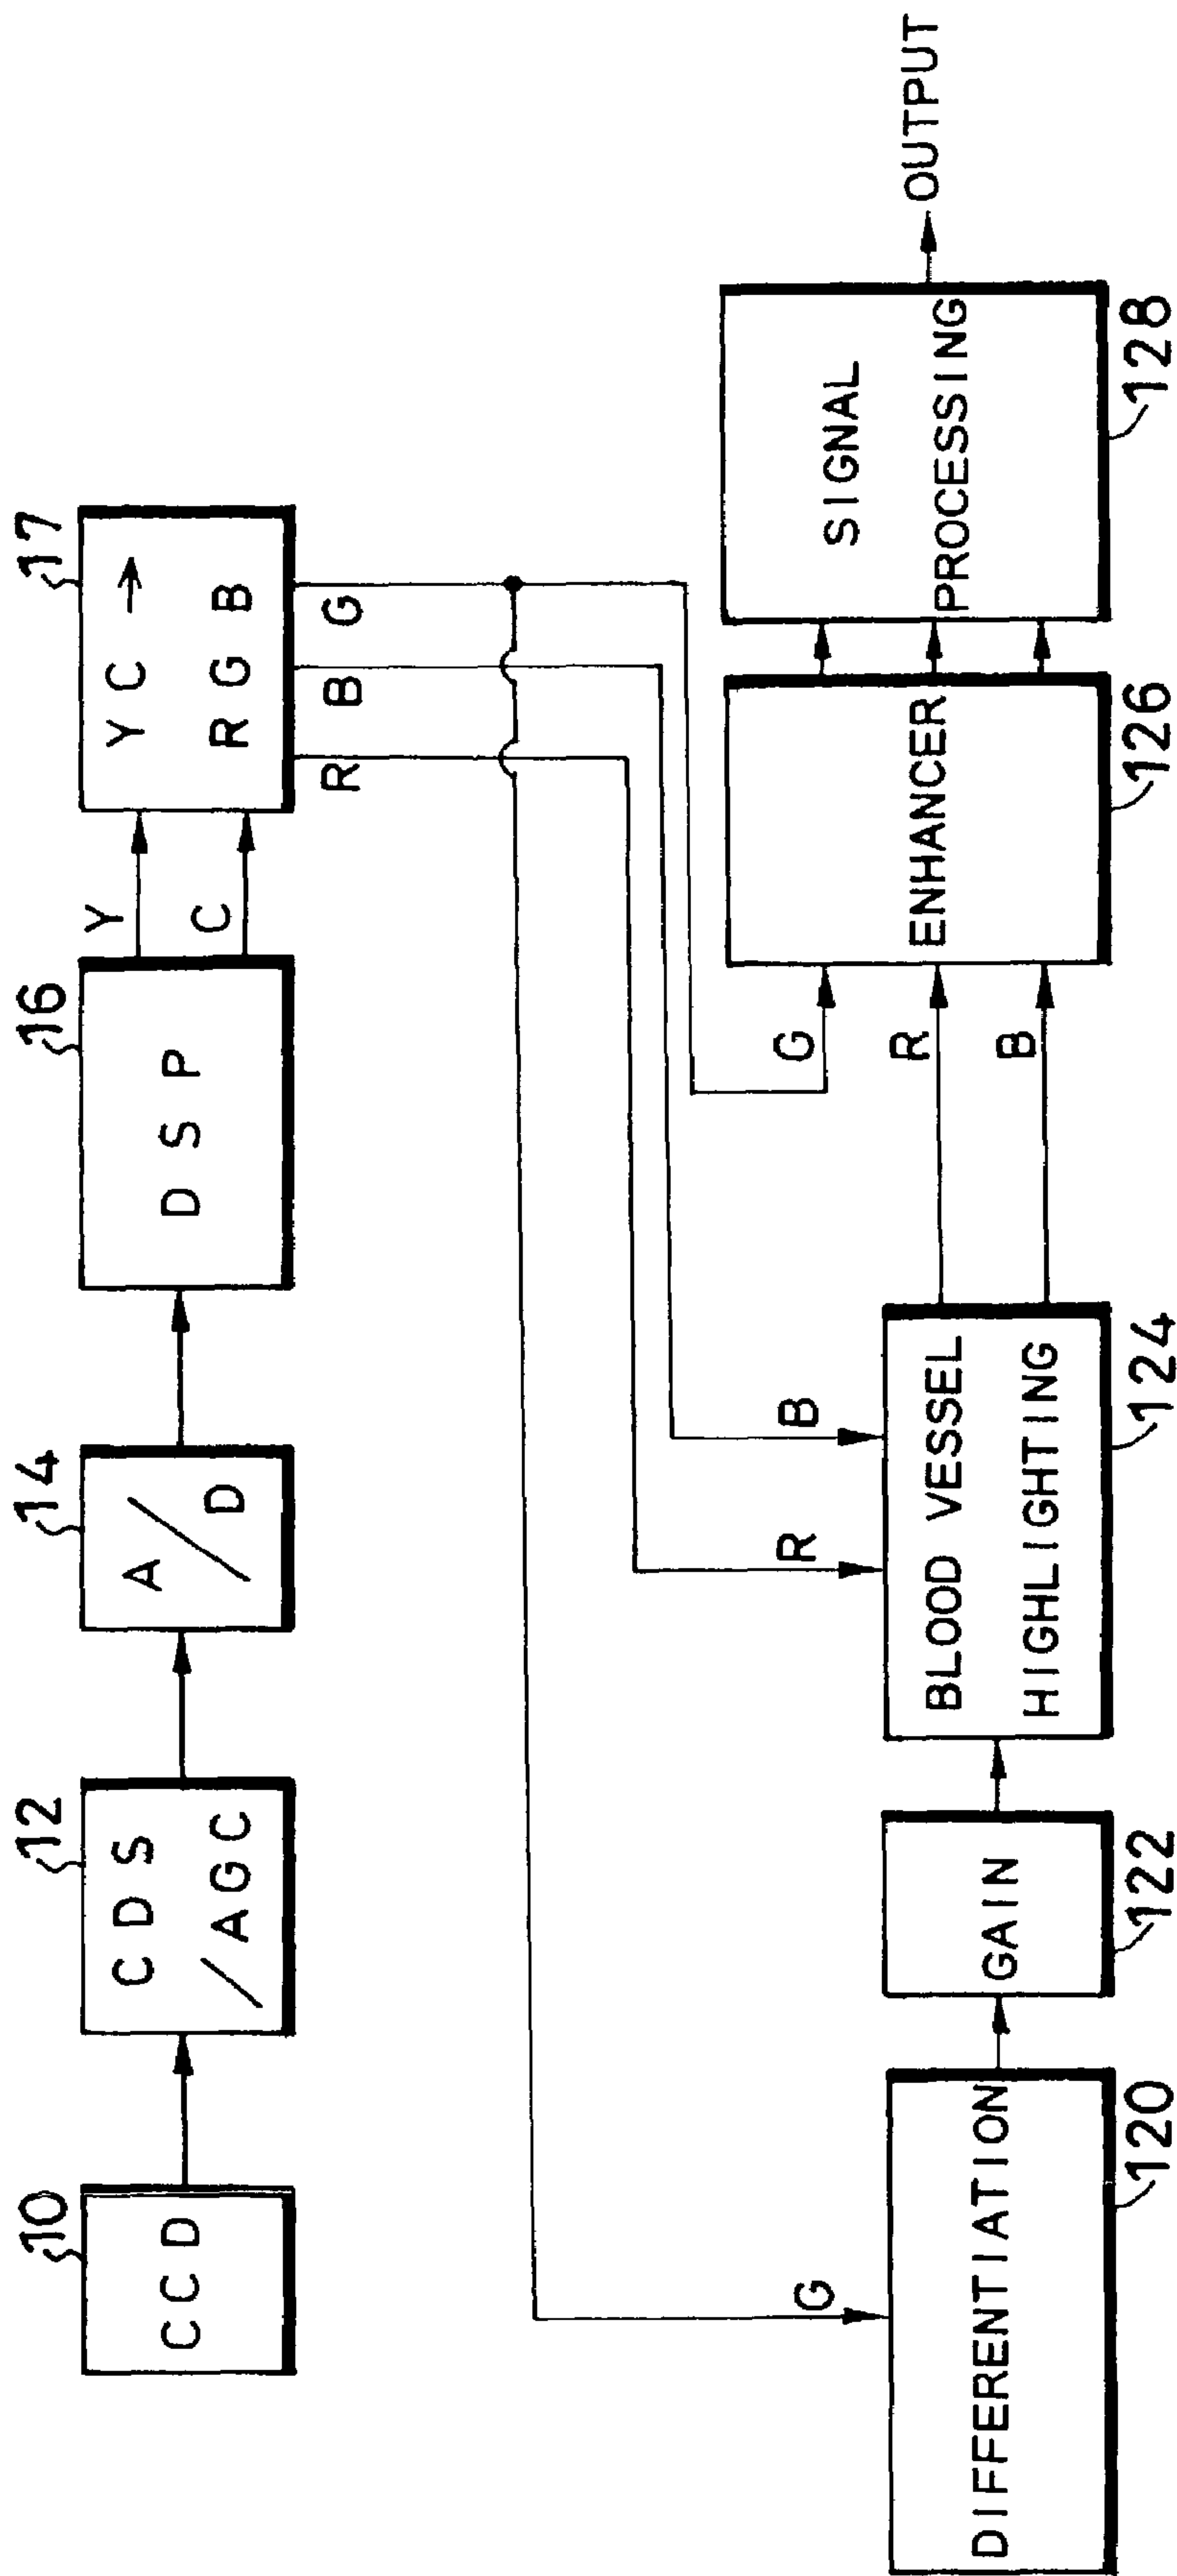 10
CCD
12
CDS
/AGC
14
A/D
16
DSP
Y
C
17
YC→
RGB
R
B
G
G
DIFFERENTIATION
120
GAIN
122
R
B
BLOOD VESSEL
HIGHLIGHTING
124
G
R
B
ENHANCER
126
SIGNAL
PROCESSING
128
OUTPUT